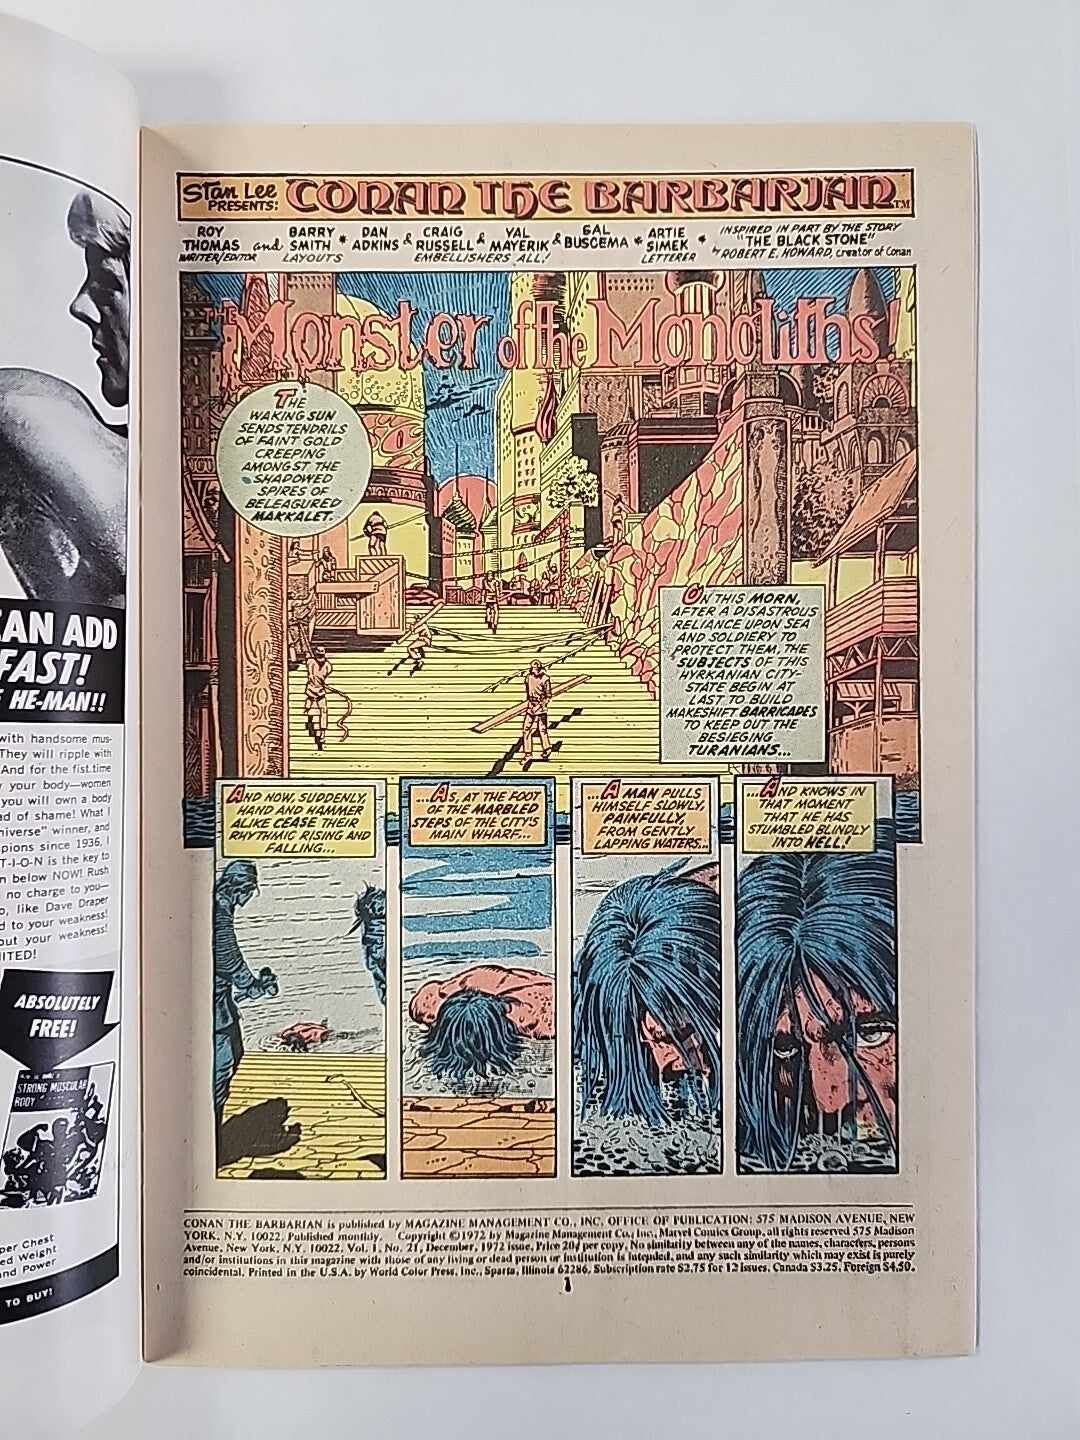 Stan Lee
PRESENTS:
CONAN THE BARBARIAN TM
ROY
THOMAS
WRITER/EDITOR
and
BARRY
SMITH
LAYOUTS
*
DAN
ADKINS
&
CRAIG
RUSSELL
&
VAL
MAYERIK
&
SAL
BUSCEMA
EMBELLISHERS ALL!
*
ARTIE
SIMEK
LETTERER
*
INSPIRED IN PART BY THE STORY
"THE BLACK STONE"
by ROBERT E. HOWARD, creator of Conan
THE Monster of the Monoliths!
THE
WAKING SUN
SENDS TENDRILS
OF FAINT GOLD
CREEPING
AMONGST THE
SHADOWED
SPIRES OF
BELEAGURED
MAKKALET.
ON THIS MORN,
AFTER A DISASTROUS
RELIANCE UPON SEA
AND SOLDIERY TO
PROTECT THEM, THE
SUBJECTS OF THIS
HYRKANIAN CITY-
STATE BEGIN AT
LAST TO BUILD
MAKESHIFT BARRICADES
TO KEEP OUT THE
BESIEGING
TURANIANS...
AND NOW, SUDDENLY,
HAND AND HAMMER
ALIKE CEASE THEIR
RHYTHMIC RISING AND
FALLING...
...AS, AT THE FOOT
OF THE MARBLED
STEPS OF THE CITY'S
MAIN WHARF...
...A MAN PULLS
HIMSELF SLOWLY,
PAINFULLY,
FROM GENTLY
LAPPING WATERS...
...AND KNOWS IN
THAT MOMENT
THAT HE HAS
STUMBLED BLINDLY
INTO HELL!
CONAN THE BARBARIAN is published by MAGAZINE MANAGEMENT CO., INC. OFFICE OF PUBLICATION: 575 MADISON AVENUE, NEW
YORK, N.Y. 10022. Published monthly. Copyright ©1972 by Magazine Management Co., Inc., Marvel Comics Group, all rights reserved 575 Madison
Avenue, New York, N.Y. 10022. Vol. 1, No. 21, December, 1972 issue. Price 20¢ per copy. No similarity between any of the names, characters, persons
and/or institutions in this magazine with those of any living or dead person or institution is intended, and any such similarity which may exist is purely
coincidental. Printed in the U.S.A. by World Color Press, Inc., Sparta, Illinois 62286. Subscription rate $2.75 for 12 issues. Canada $3.25. Foreign $4.50.
1
CAN ADD
FAST!
HE-MAN!!
with handsome mus-
They will ripple with
And for the fist.time
your body—women
you will own a body
ad of shame! What I
niverse" winner, and
pions since 1936, I
T-I-O-N is the key to
n below NOW! Rush
no charge to you—
o, like Dave Draper
d to your weakness!
out your weakness!
ITED!
ABSOLUTELY
FREE!
STRONG MUSCULAR
BODY
per Chest
ed Weight
and Power
TO BUY!